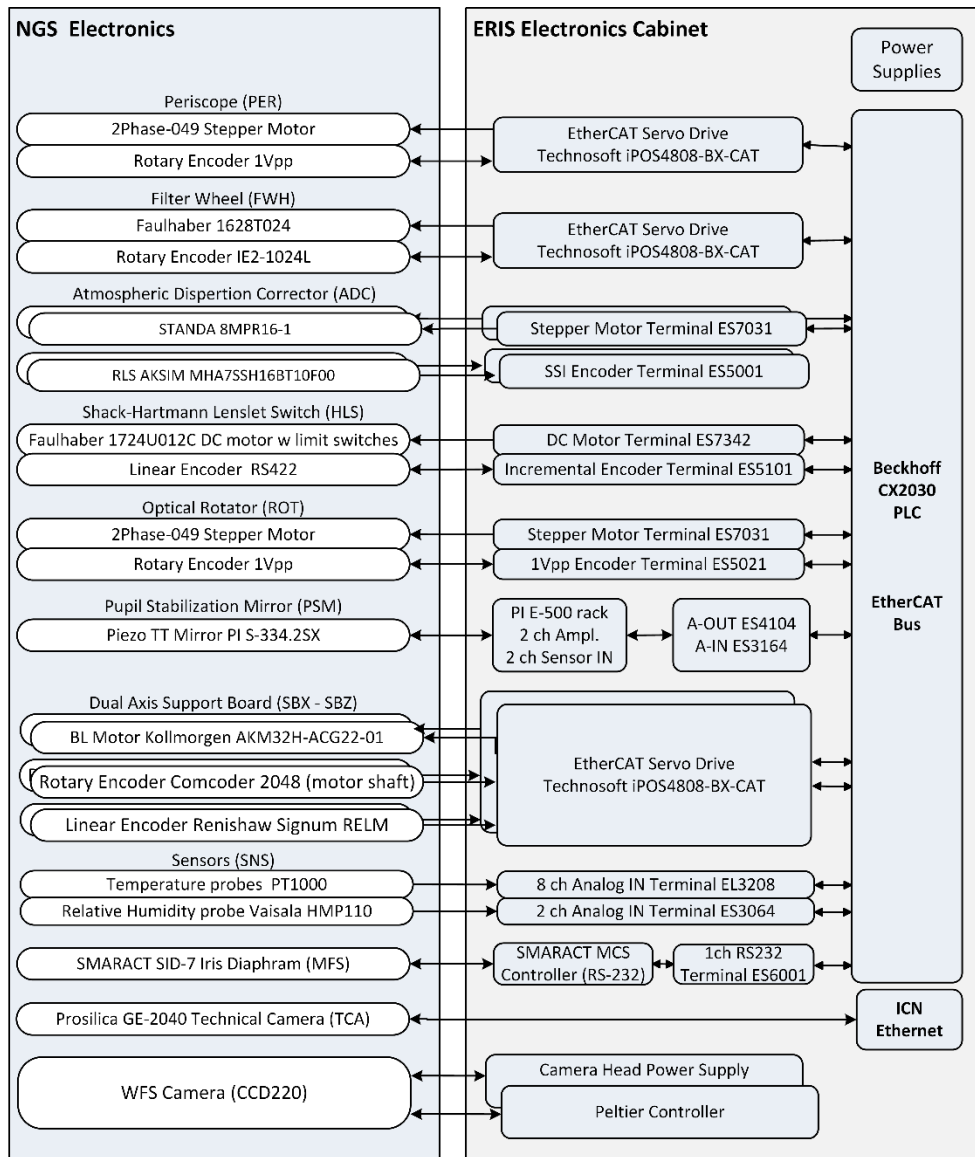 NGS Electronics
ERIS Electronics Cabinet
Power
Supplies
Periscope (PER)
2Phase-049 Stepper Motor
Rotary Encoder 1Vpp
EtherCAT Servo Drive
Technosoft iPOS4808-BX-CAT
Filter Wheel (FWH)
Faulhaber 1628T024
Rotary Encoder IE2-1024L
EtherCAT Servo Drive
Technosoft iPOS4808-BX-CAT
Atmospheric Dispertion Corrector (ADC)
STANDA 8MPR16-1
Stepper Motor Terminal ES7031
RLS AKSIM MHA7SSH16BT10F00
SSI Encoder Terminal ES5001
Shack-Hartmann Lenslet Switch (HLS)
Faulhaber 1724U012C DC motor w limit switches
DC Motor Terminal ES7342
Linear Encoder RS422
Incremental Encoder Terminal ES5101
Beckhoff
CX2030
PLC
EtherCAT
Bus
Optical Rotator (ROT)
2Phase-049 Stepper Motor
Stepper Motor Terminal ES7031
Rotary Encoder 1Vpp
1Vpp Encoder Terminal ES5021
Pupil Stabilization Mirror (PSM)
Piezo TT Mirror PI S-334.2SX
PI E-500 rack
2 ch Ampl.
2 ch Sensor IN
A-OUT ES4104
A-IN ES3164
Dual Axis Support Board (SBX - SBZ)
BL Motor Kollmorgen AKM32H-ACG22-01
Rotary Encoder Comcoder 2048 (motor shaft)
Linear Encoder Renishaw Signum RELM
EtherCAT Servo Drive
Technosoft iPOS4808-BX-CAT
Sensors (SNS)
Temperature probes PT1000
8 ch Analog IN Terminal EL3208
Relative Humidity probe Vaisala HMP110
2 ch Analog IN Terminal ES3064
SMARACT SID-7 Iris Diaphram (MFS)
SMARACT MCS
Controller (RS-232)
1ch RS232
Terminal ES6001
Prosilica GE-2040 Technical Camera (TCA)
ICN
Ethernet
WFS Camera (CCD220)
Camera Head Power Supply
Peltier Controller